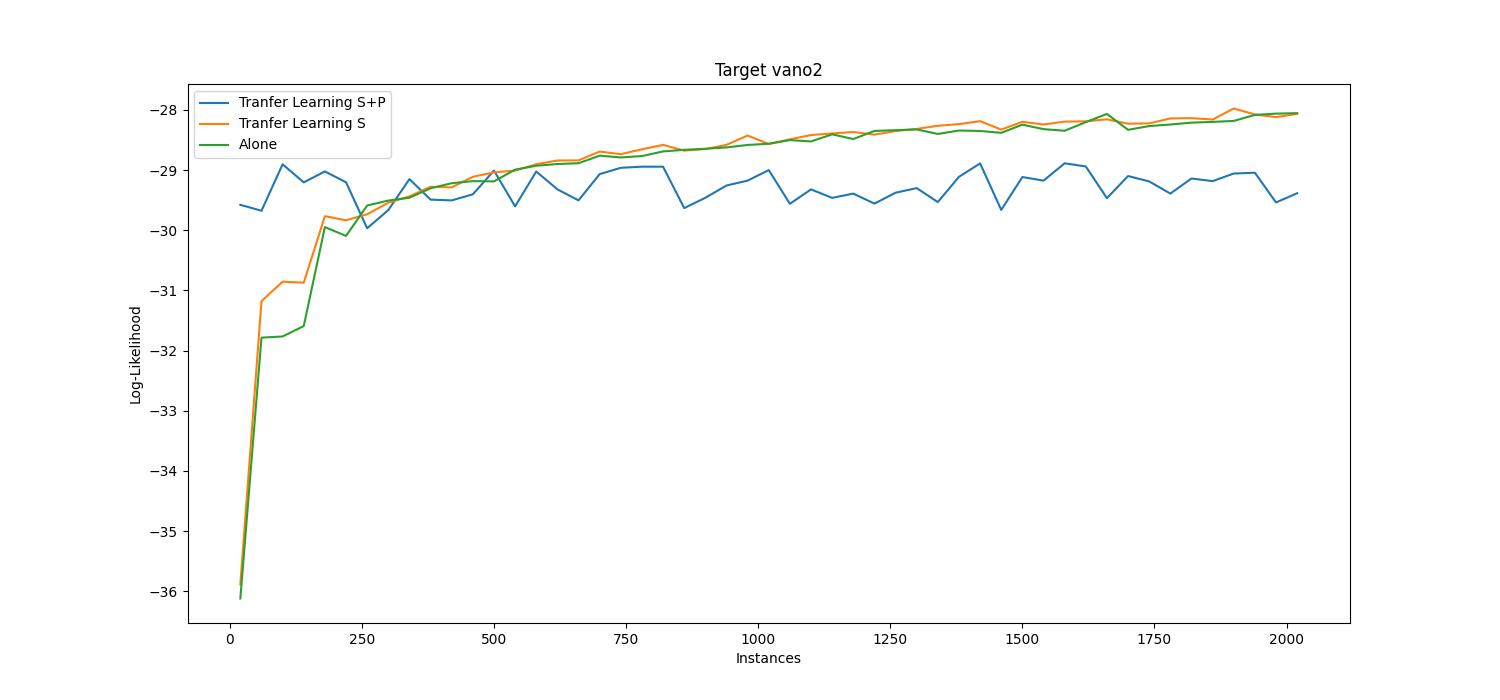 Target vano2
Tranfer Learning S+P
Tranfer Learning S
Alone
Log-Likelihood
−28
−29
−30
−31
−32
−33
−34
−35
−36
0 250 500 750 1000 1250 1500 1750 2000
Instances